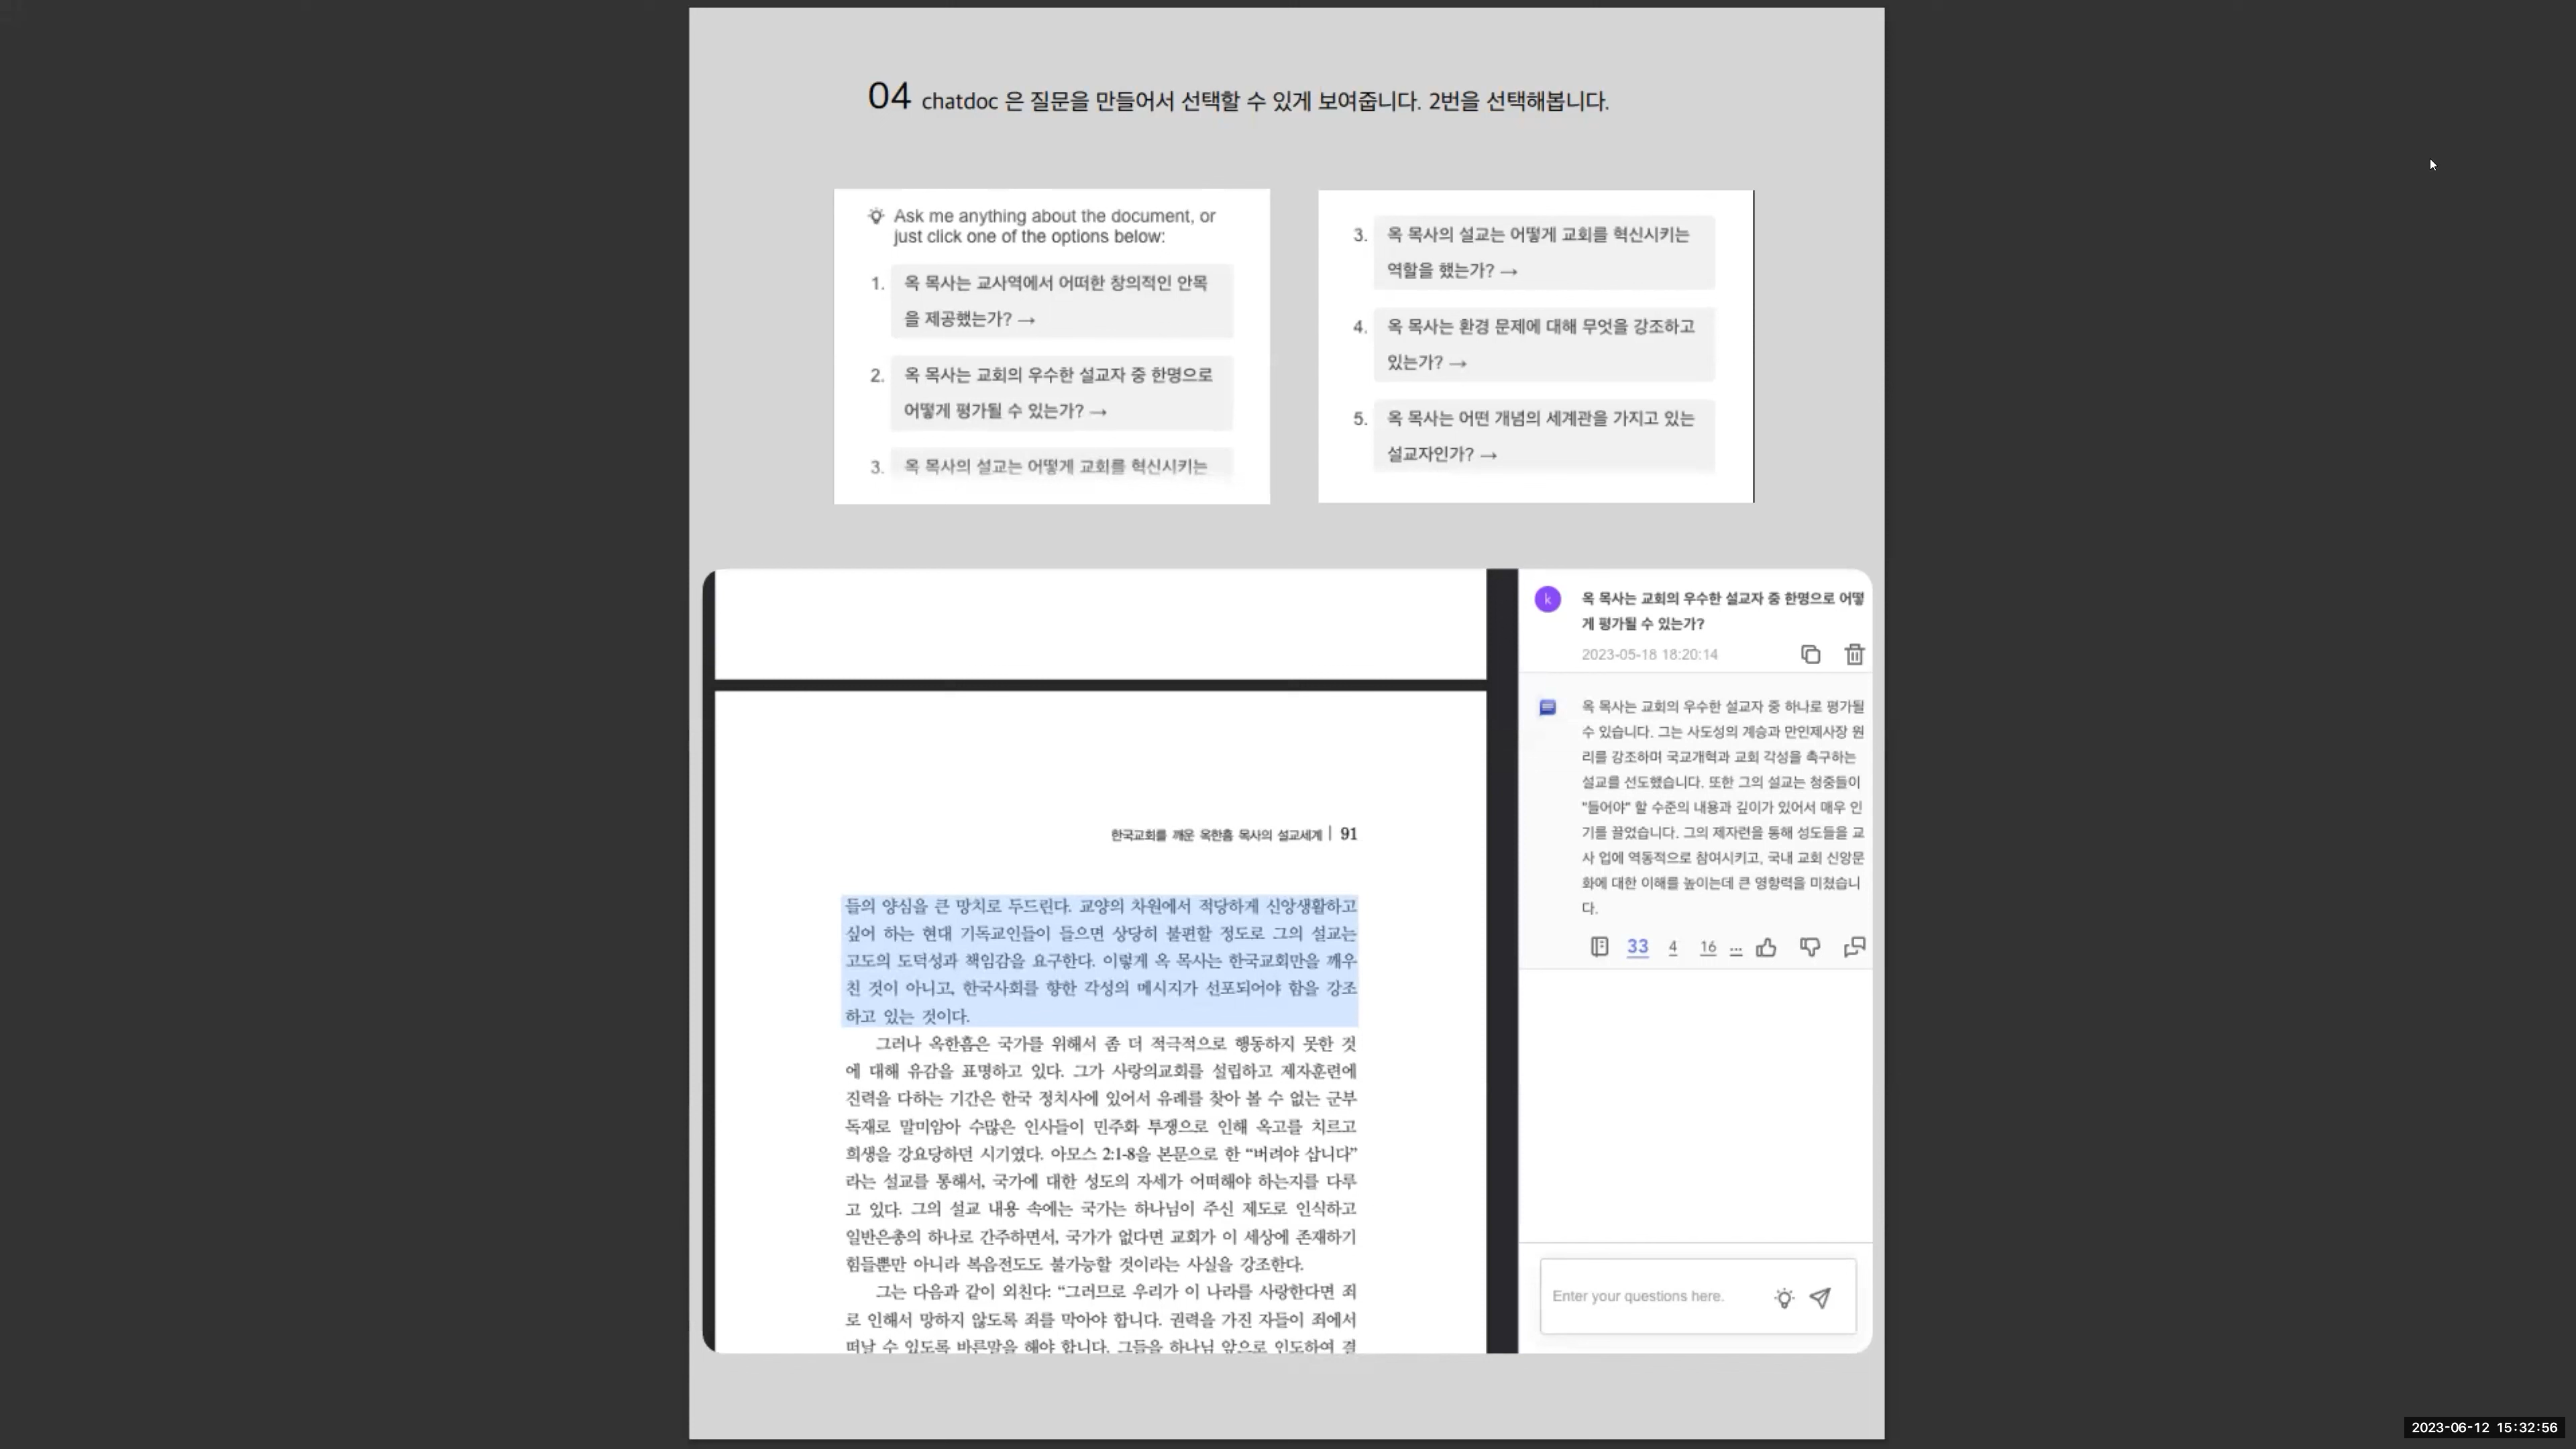 04 chatdoc 은 질문을 만들어서 선택할 수 있게 보여줍니다. 2번을 선택해봅니다.
Ask me anything about the document, or
just click one of the options below:
1. 옥 목사는 교사역에서 어떠한 창의적인 안목
을 제공했는가? →
2. 옥 목사는 교회의 우수한 설교자 중 한명으로
어떻게 평가될 수 있는가? →
3. 옥 목사의 설교는 어떻게 교회를 혁신시키는
3. 옥 목사의 설교는 어떻게 교회를 혁신시키는
역할을 했는가? →
4. 옥 목사는 환경 문제에 대해 무엇을 강조하고
있는가? →
5. 옥 목사는 어떤 개념의 세계관을 가지고 있는
설교자인가? →
한국교회를 깨운 옥한흠 목사의 설교세계 | 91
들의 양심을 큰 망치로 두드린다. 교양의 차원에서 적당하게 신앙생활하고
싶어 하는 현대 기독교인들이 들으면 상당히 불편할 정도로 그의 설교는
고도의 도덕성과 책임감을 요구한다. 이렇게 옥 목사는 한국교회만을 깨우
친 것이 아니고, 한국사회를 향한 각성의 메시지가 선포되어야 함을 강조
하고 있는 것이다.
그러나 옥한흠은 국가를 위해서 좀 더 적극적으로 행동하지 못한 것
에 대해 유감을 표명하고 있다. 그가 사랑의교회를 설립하고 제자훈련에
진력을 다하는 기간은 한국 정치사에 있어서 유례를 찾아 볼 수 없는 군부
독재로 말미암아 수많은 인사들이 민주화 투쟁으로 인해 옥고를 치르고
희생을 강요당하던 시기였다. 아모스 2:1-8을 본문으로 한 “버려야 삽니다”
라는 설교를 통해서, 국가에 대한 성도의 자세가 어떠해야 하는지를 다루
고 있다. 그의 설교 내용 속에는 국가는 하나님이 주신 제도로 인식하고
일반은총의 하나로 간주하면서, 국가가 없다면 교회가 이 세상에 존재하기
힘들뿐만 아니라 복음전도도 불가능할 것이라는 사실을 강조한다.
그는 다음과 같이 외친다: “그러므로 우리가 이 나라를 사랑한다면 죄
로 인해서 망하지 않도록 죄를 막아야 합니다. 권력을 가진 자들이 죄에서
떠날 수 있도록 바른말을 해야 합니다. 그들을 하나님 앞으로 인도하여 결
k
옥 목사는 교회의 우수한 설교자 중 한명으로 어떻
게 평가될 수 있는가?
2023-05-18 18:20:14
옥 목사는 교회의 우수한 설교자 중 하나로 평가될
수 있습니다. 그는 사도성의 계승과 만인제사장 원
리를 강조하며 국교개혁과 교회 각성을 촉구하는
설교를 선도했습니다. 또한 그의 설교는 청중들이
"들어야" 할 수준의 내용과 깊이가 있어서 매우 인
기를 끌었습니다. 그의 제자련을 통해 성도들을 교
사 업에 역동적으로 참여시키고, 국내 교회 신앙문
화에 대한 이해를 높이는데 큰 영향력을 미쳤습니
다.
33 4 16 ...
Enter your questions here.
2023-06-12 15:32:56